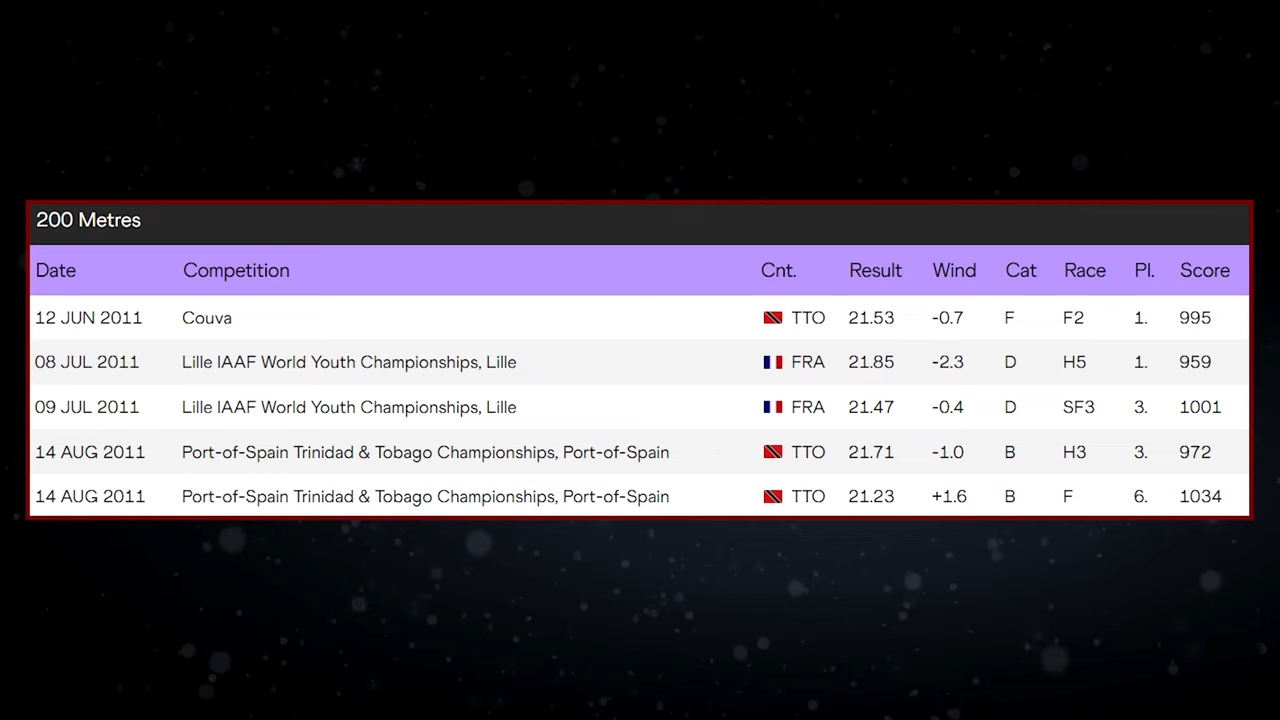 200 Metres
Date Competition Cnt. Result Wind Cat Race Pl. Score
12 JUN 2011 Couva TTO 21.53 -0.7 F F2 1. 995
08 JUL 2011 Lille IAAF World Youth Championships, Lille FRA 21.85 -2.3 D H5 1. 959
09 JUL 2011 Lille IAAF World Youth Championships, Lille FRA 21.47 -0.4 D SF3 3. 1001
14 AUG 2011 Port-of-Spain Trinidad & Tobago Championships, Port-of-Spain TTO 21.71 -1.0 B H3 3. 972
14 AUG 2011 Port-of-Spain Trinidad & Tobago Championships, Port-of-Spain TTO 21.23 +1.6 B F 6. 1034